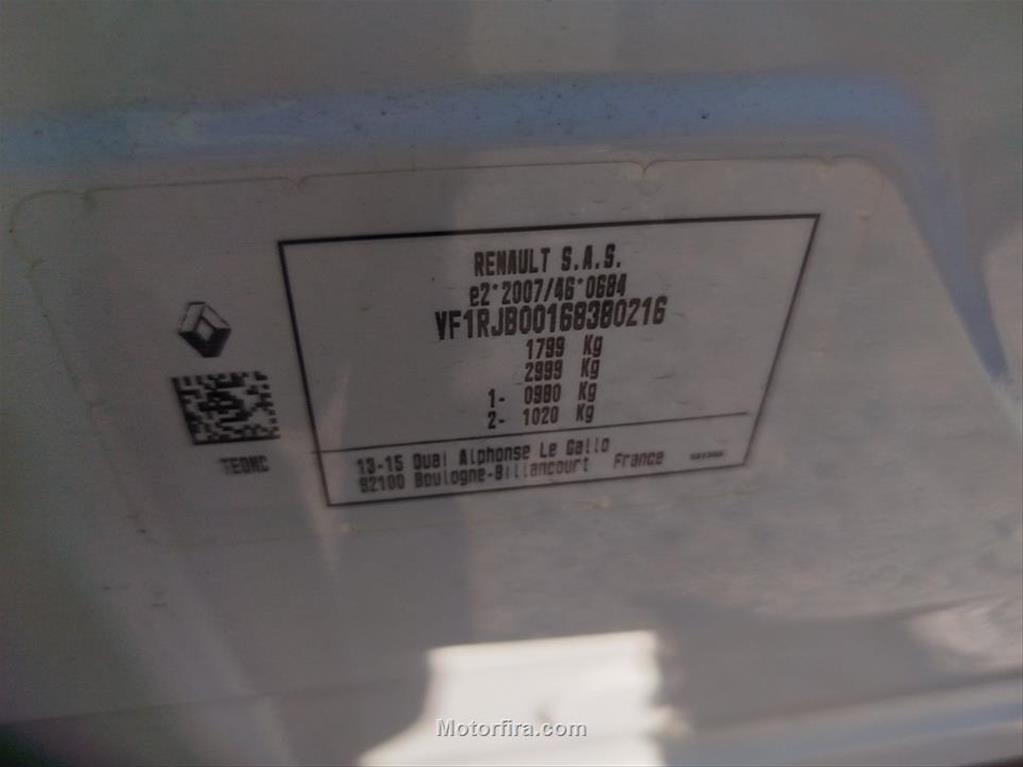 RENAULT S.A.S.
e2*2007/46*0684
VF1RJB00168380216
1799 Kg
2999 Kg
1- 0980 Kg
2- 1020 Kg
13-15 Quai Alphonse Le Gallo
92100 Boulogne-Billancourt France
Motorfira.com